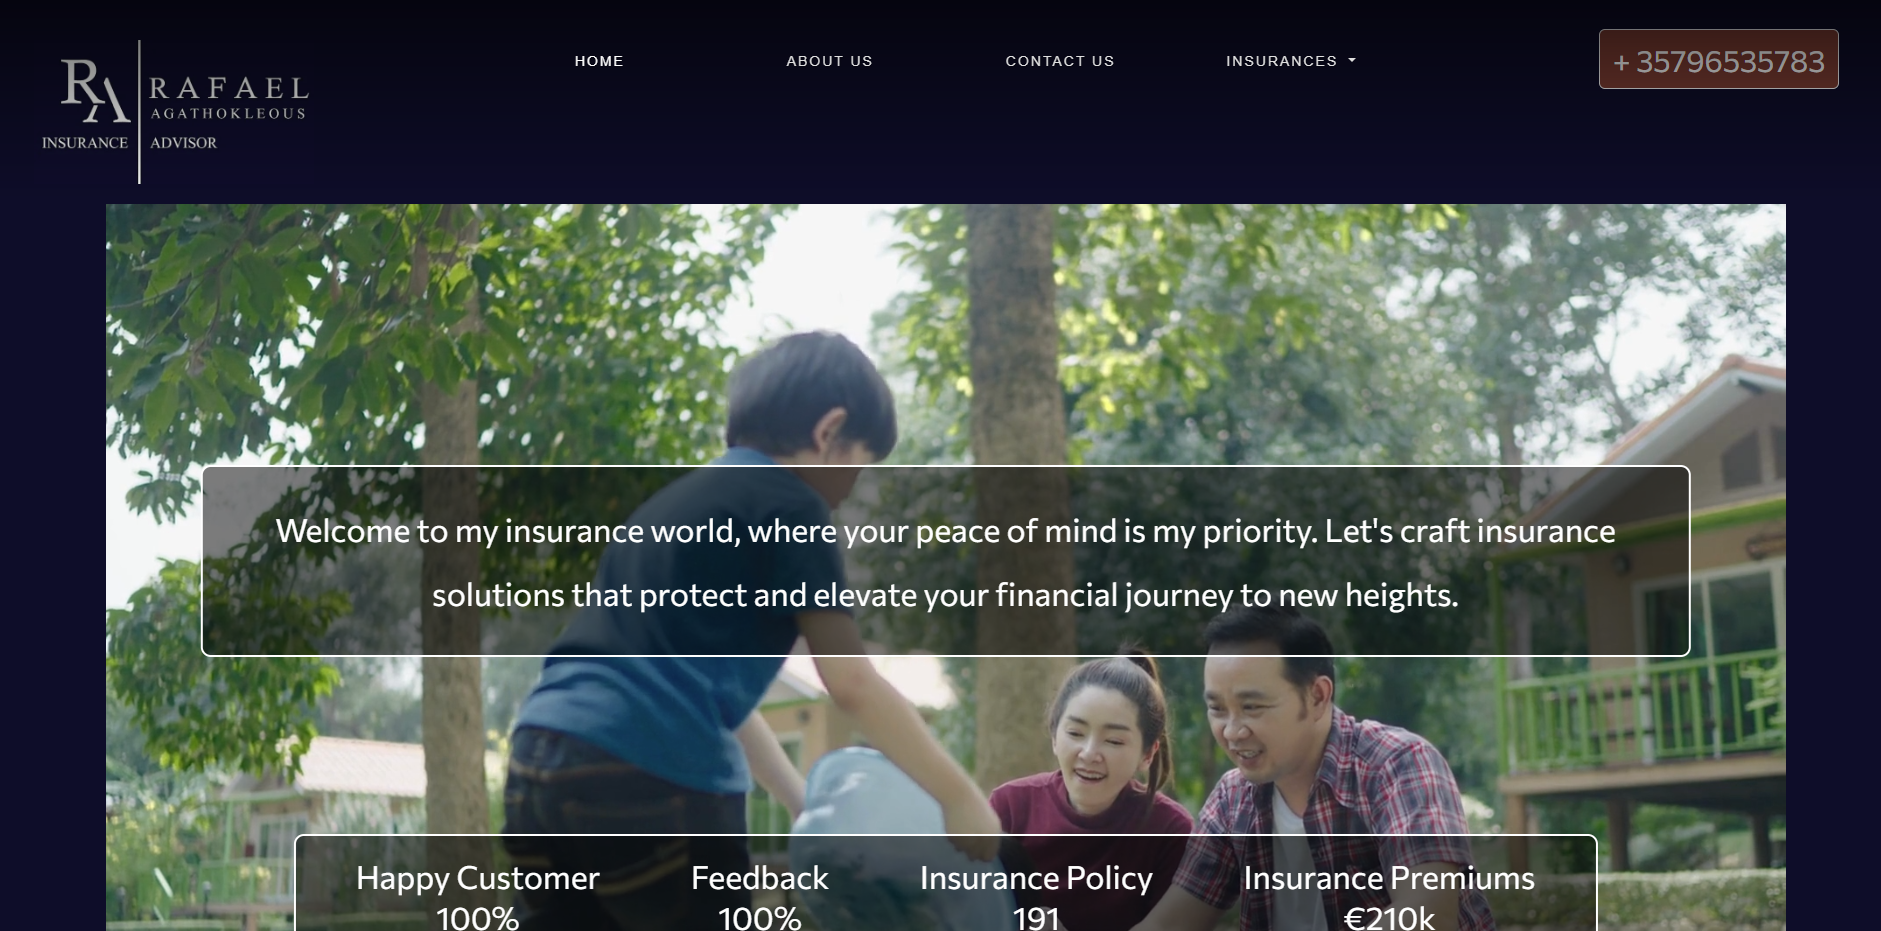 RA
RAFAEL
AGATHOKLEOUS
INSURANCE ADVISOR
HOME
ABOUT US
CONTACT US
INSURANCES
+ 35796535783
Welcome to my insurance world, where your peace of mind is my priority. Let's craft insurance
solutions that protect and elevate your financial journey to new heights.
Happy Customer
100%
Feedback
100%
Insurance Policy
191
Insurance Premiums
€210k